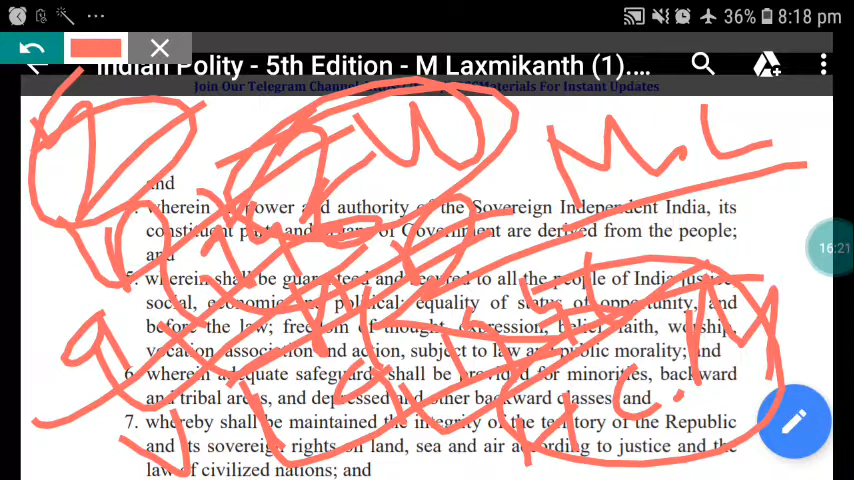 36% 8:18 pm
Indian Polity - 5th Edition - M Laxmikanth (1)....
Join Our Telegram Channel Materials For Instant Updates
16:21
M.L
and
wherein power and authority of the Sovereign Independent India, its
constituent parts and of Government are derived from the people;
and
5. wherein shall be guaranteed and secured to all the people of India justice,
social, economic and political; equality of status of opportunity, and
before the law; freedom of thought, expression, belief, faith, worship,
vocation, association and action, subject to law and public morality; and
6. wherein adequate safeguards shall be provided for minorities, backward
and tribal areas, and depressed and other backward classes; and
7. whereby shall be maintained the integrity of the territory of the Republic
and its sovereign rights on land, sea and air according to justice and the
law of civilized nations; and